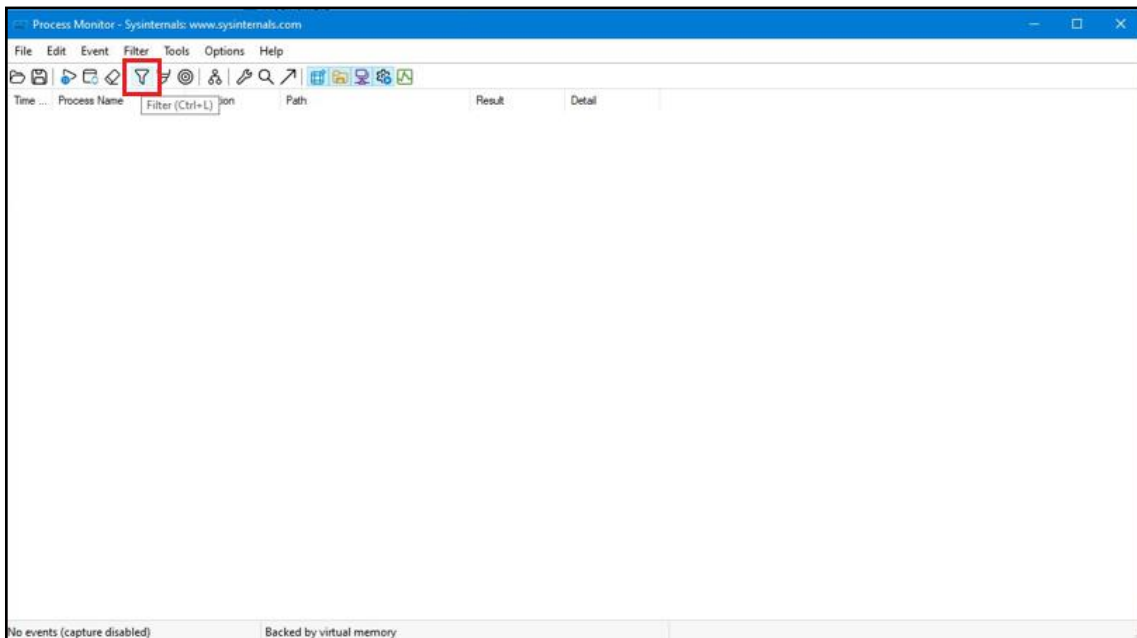 Process Monitor - Sysinternals: www.sysinternals.com
File Edit Event Filter Tools Options Help
Time ... Process Name Filter (Ctrl+L) Path Result Detail
No events (capture disabled) Backed by virtual memory